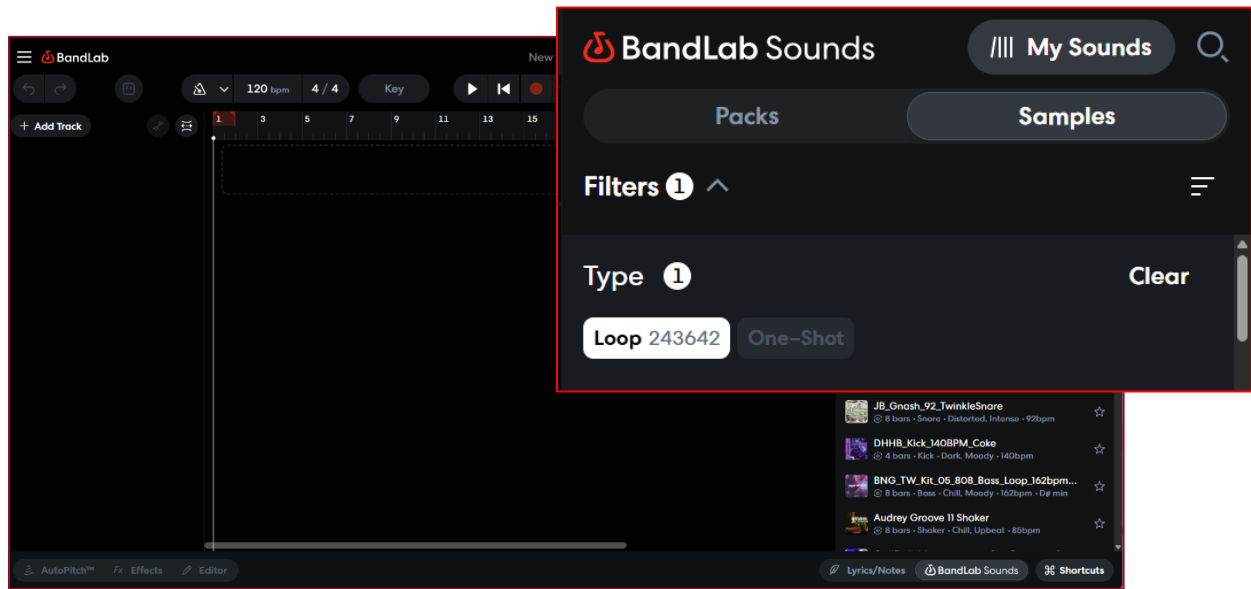 BandLab
New
120 bpm 4 / 4 Key
+ Add Track
1 3 5 7 9 11 13 15
BandLab Sounds My Sounds
Packs Samples
Filters 1
Type 1 Clear
Loop 243642 One-Shot
JB_Gnash_92_TwinkleSnare
8 bars • Snare • Distorted, Intense • 92bpm
DHHB_Kick_140BPM_Coke
4 bars • Kick • Dark, Moody • 140bpm
BNG_TW_Kit_05_808_Bass_Loop_162bpm...
8 bars • Bass • Chill, Moody • 162bpm • D# min
Audrey Groove 11 Shaker
8 bars • Shaker • Chill, Upbeat • 85bpm
AutoPitch™ Fx Effects Editor Lyrics/Notes BandLab Sounds ⌘ Shortcuts